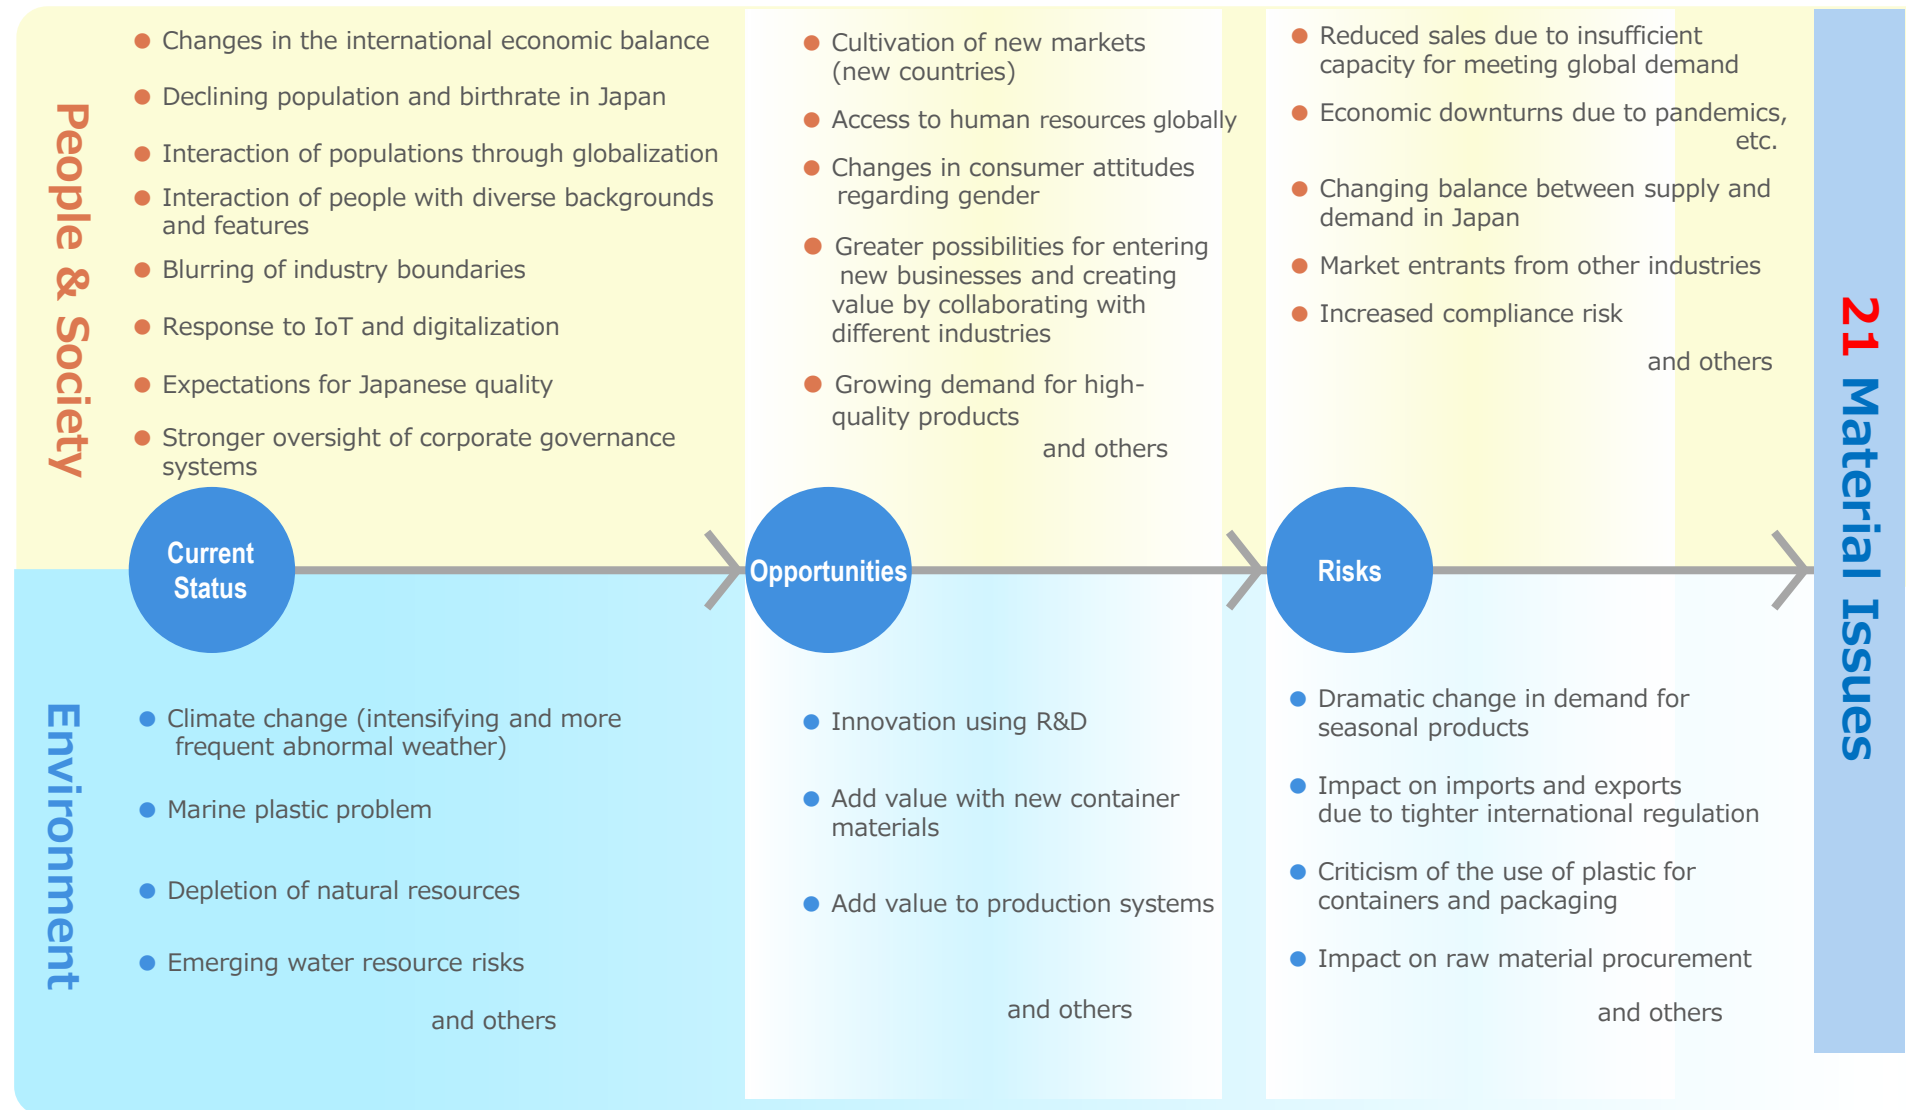 People & Society
Changes in the international economic balance
Declining population and birthrate in Japan
Interaction of populations through globalization
Interaction of people with diverse backgrounds
and features
Blurring of industry boundaries
Response to IoT and digitalization
Expectations for Japanese quality
Stronger oversight of corporate governance
systems
Cultivation of new markets
(new countries)
Access to human resources globally
Changes in consumer attitudes
regarding gender
Greater possibilities for entering
new businesses and creating
value by collaborating with
different industries
Growing demand for high-
quality products
and others
Reduced sales due to insufficient
capacity for meeting global demand
Economic downturns due to pandemics,
etc.
Changing balance between supply and
demand in Japan
Market entrants from other industries
Increased compliance risk
and others
Current
Status
Opportunities
Risks
21 Material Issues
Environment
Climate change (intensifying and more
frequent abnormal weather)
Marine plastic problem
Depletion of natural resources
Emerging water resource risks
and others
Innovation using R&D
Add value with new container
materials
Add value to production systems
and others
Dramatic change in demand for
seasonal products
Impact on imports and exports
due to tighter international regulation
Criticism of the use of plastic for
containers and packaging
Impact on raw material procurement
and others